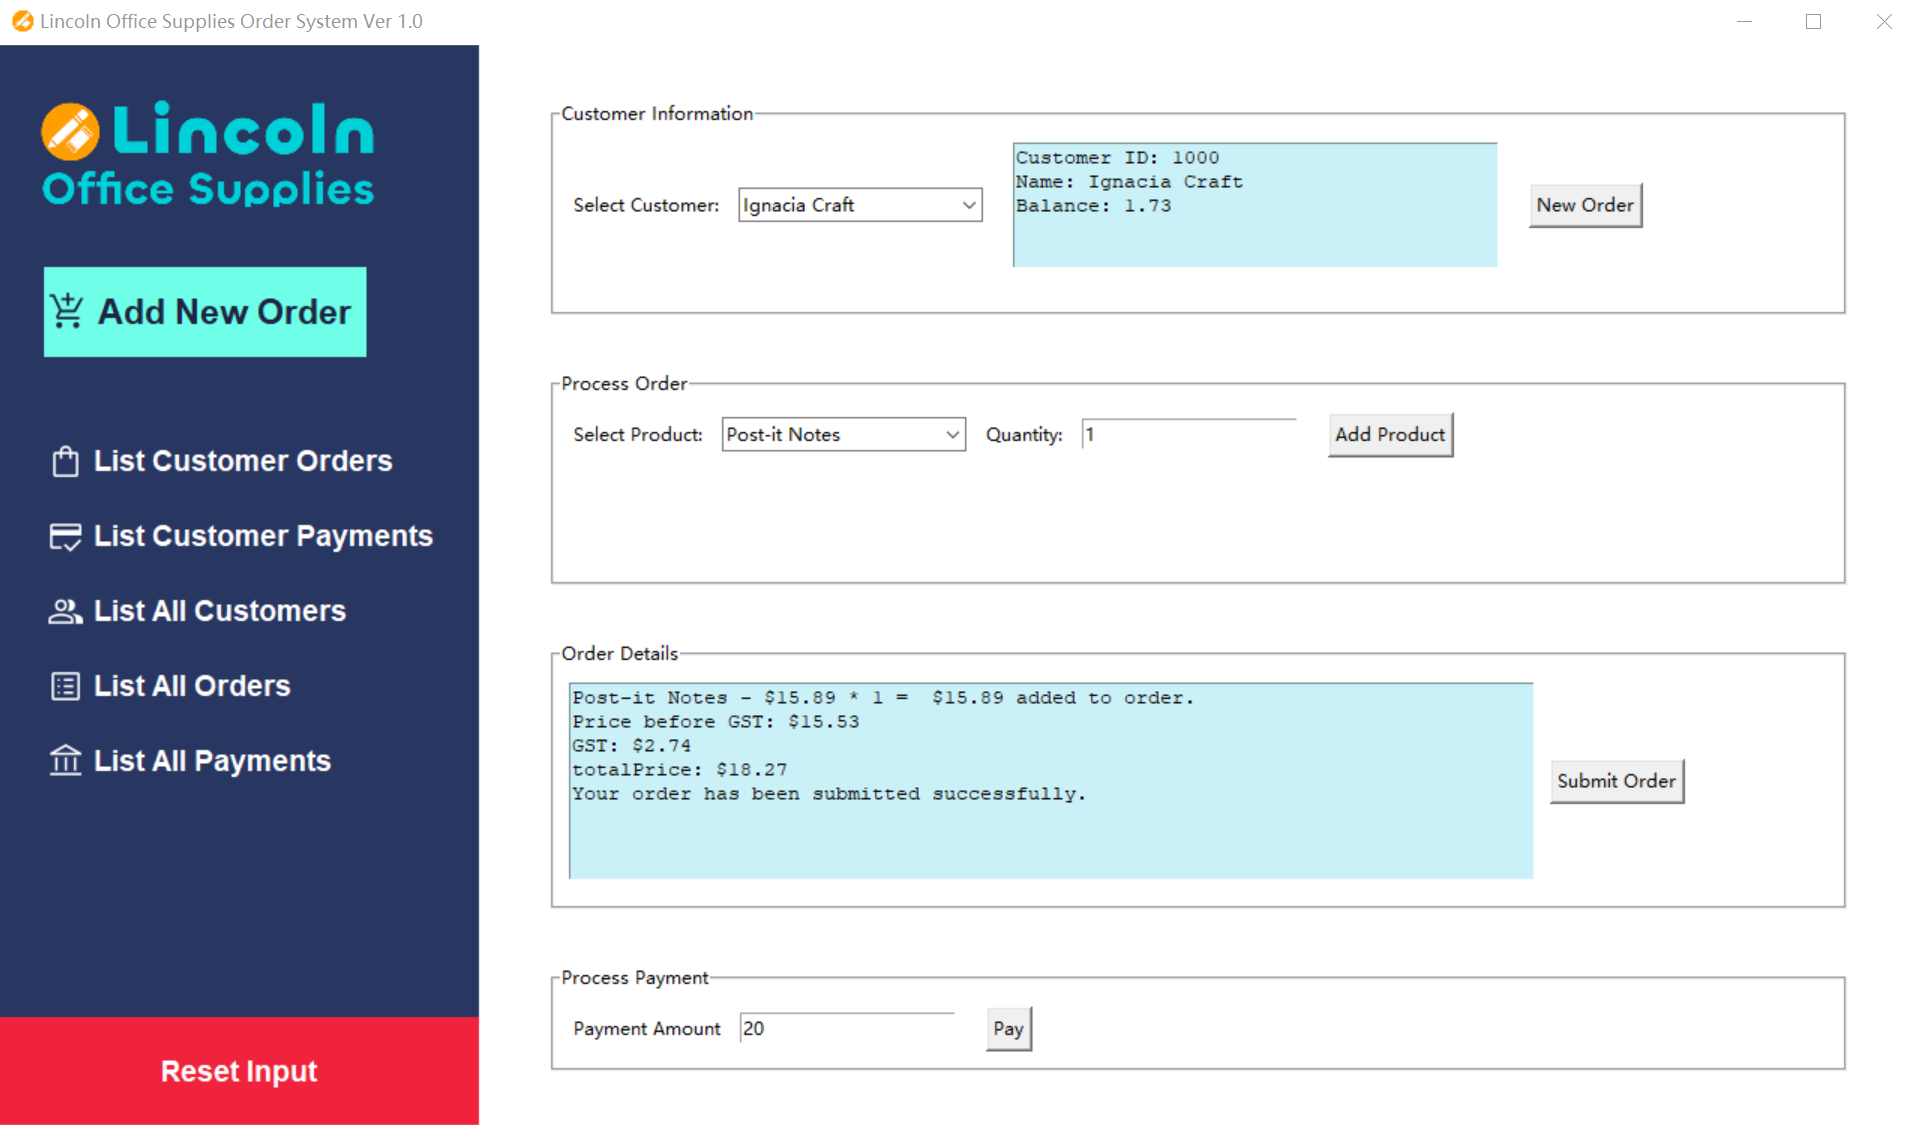 Lincoln Office Supplies Order System Ver 1.0
Lincoln
Office Supplies
Add New Order
List Customer Orders
List Customer Payments
List All Customers
List All Orders
List All Payments
Reset Input
Customer Information
Select Customer: Ignacia Craft
Customer ID: 1000
Name: Ignacia Craft
Balance: 1.73
New Order
Process Order
Select Product: Post-it Notes Quantity: 1 Add Product
Order Details
Post-it Notes - $15.89 * 1 =  $15.89 added to order.
Price before GST: $15.53
GST: $2.74
totalPrice: $18.27
Your order has been submitted successfully.
Submit Order
Process Payment
Payment Amount 20 Pay